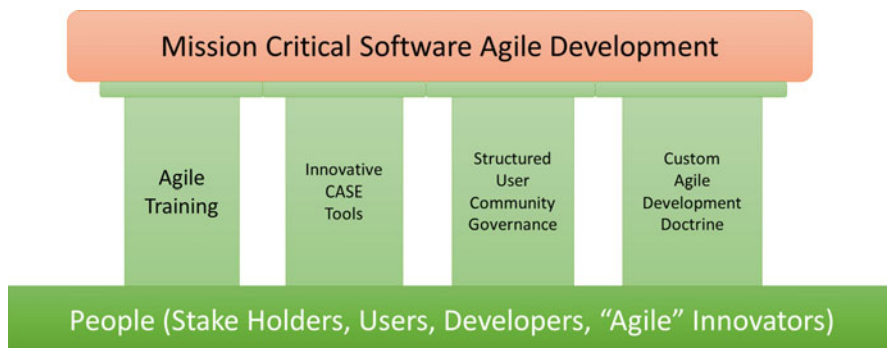 Mission Critical Software Agile Development
Agile
Training
Innovative
CASE
Tools
Structured
User
Community
Governance
Custom
Agile
Development
Doctrine
People (Stake Holders, Users, Developers, “Agile” Innovators)